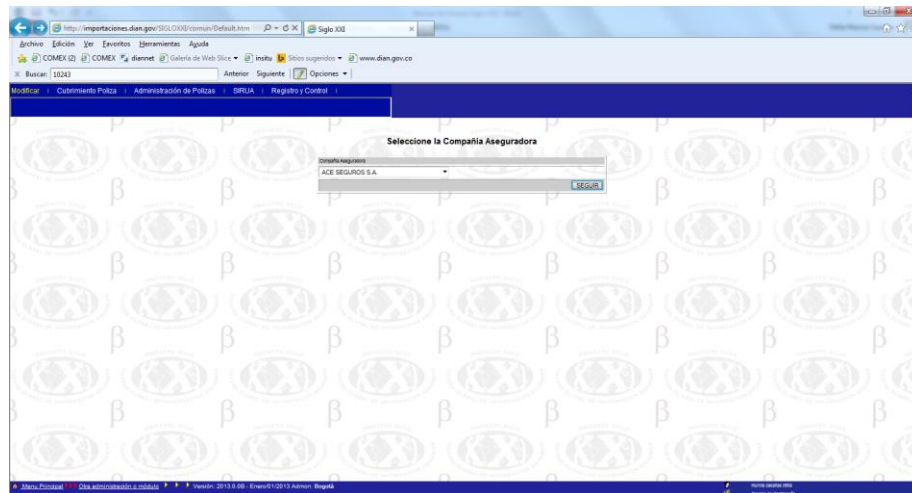 http://importaciones.dian.gov/SIGLOXXI/comun/Default.htm
Siglo XXI
Archivo Edición Ver Favoritos Herramientas Ayuda
COMEX (2) COMEX diannet Galería de Web Slice insitu Sitios sugeridos www.dian.gov.co
Buscar: 10243 Anterior Siguiente Opciones
Modificar | Cubrimiento Poliza | Administración de Polizas | SIRUA | Registro y Control |
Seleccione la Compañía Aseguradora
Compañía Aseguradora
ACE SEGUROS S.A.
SEGUIR
Menu Principal Otra administración o módulo Versión: 2013.0.06 - Enero/01/2013 Admon: Bogotá